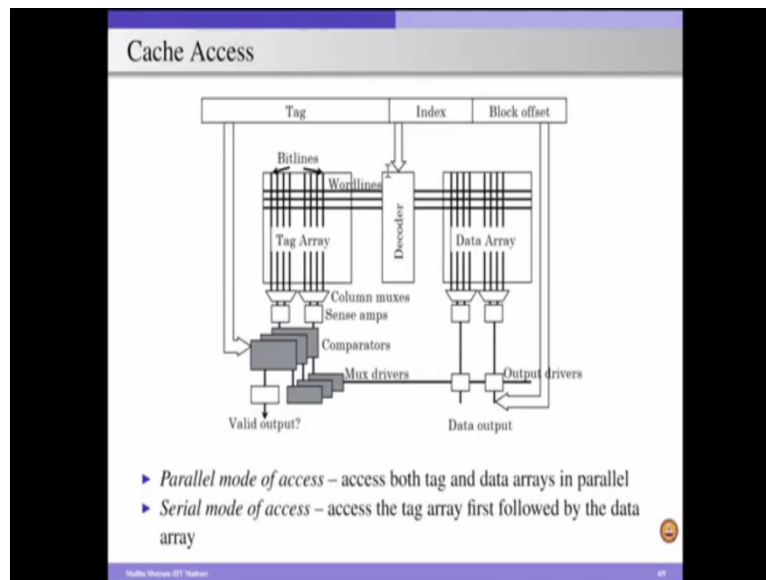 Cache Access
Tag Index Block offset
Bitlines
Wordlines
Decoder
Tag Array Data Array
Column muxes
Sense amps
Comparators
Mux drivers Output drivers
Valid output? Data output
Parallel mode of access – access both tag and data arrays in parallel
Serial mode of access – access the tag array first followed by the data
array